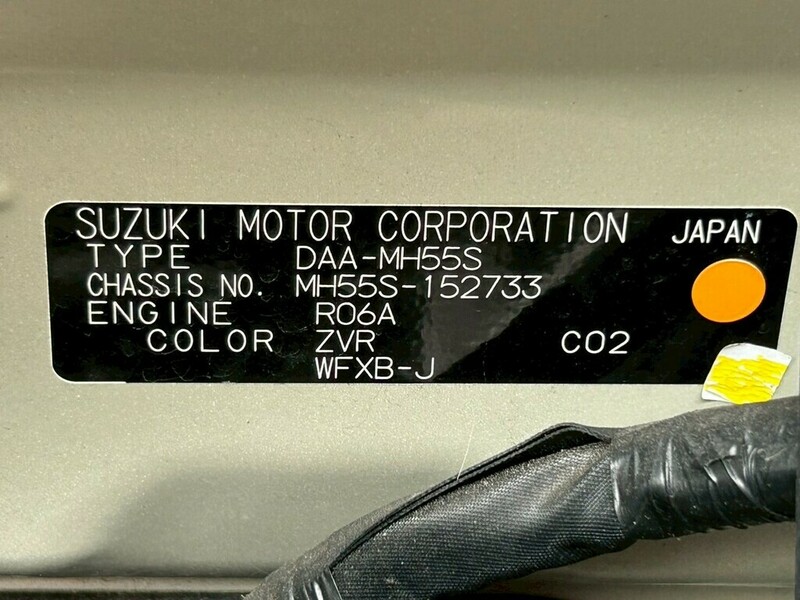 SUZUKI MOTOR CORPORATION JAPAN
TYPE DAA-MH55S
CHASSIS NO. MH55S-152733
ENGINE R06A
COLOR ZVR C02
WFXB-J